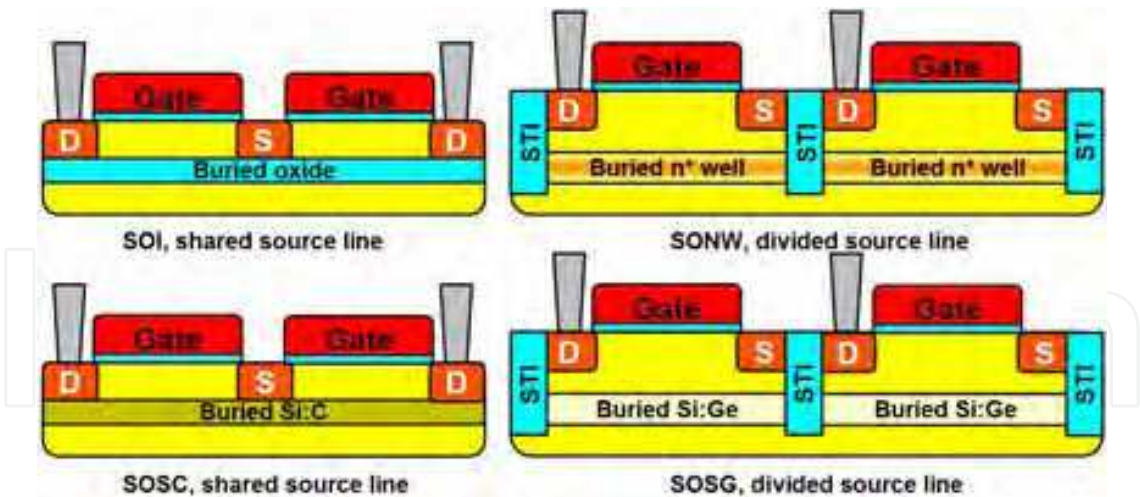 Gate Gate
D S D
Buried oxide
SOI, shared source line
Gate Gate
STI D S STI D S STI
Buried n⁺ well Buried n⁺ well
SONW, divided source line
Gate Gate
D S D
Buried Si:C
SOSC, shared source line
Gate Gate
STI D S STI D S STI
Buried Si:Ge Buried Si:Ge
SOSG, divided source line